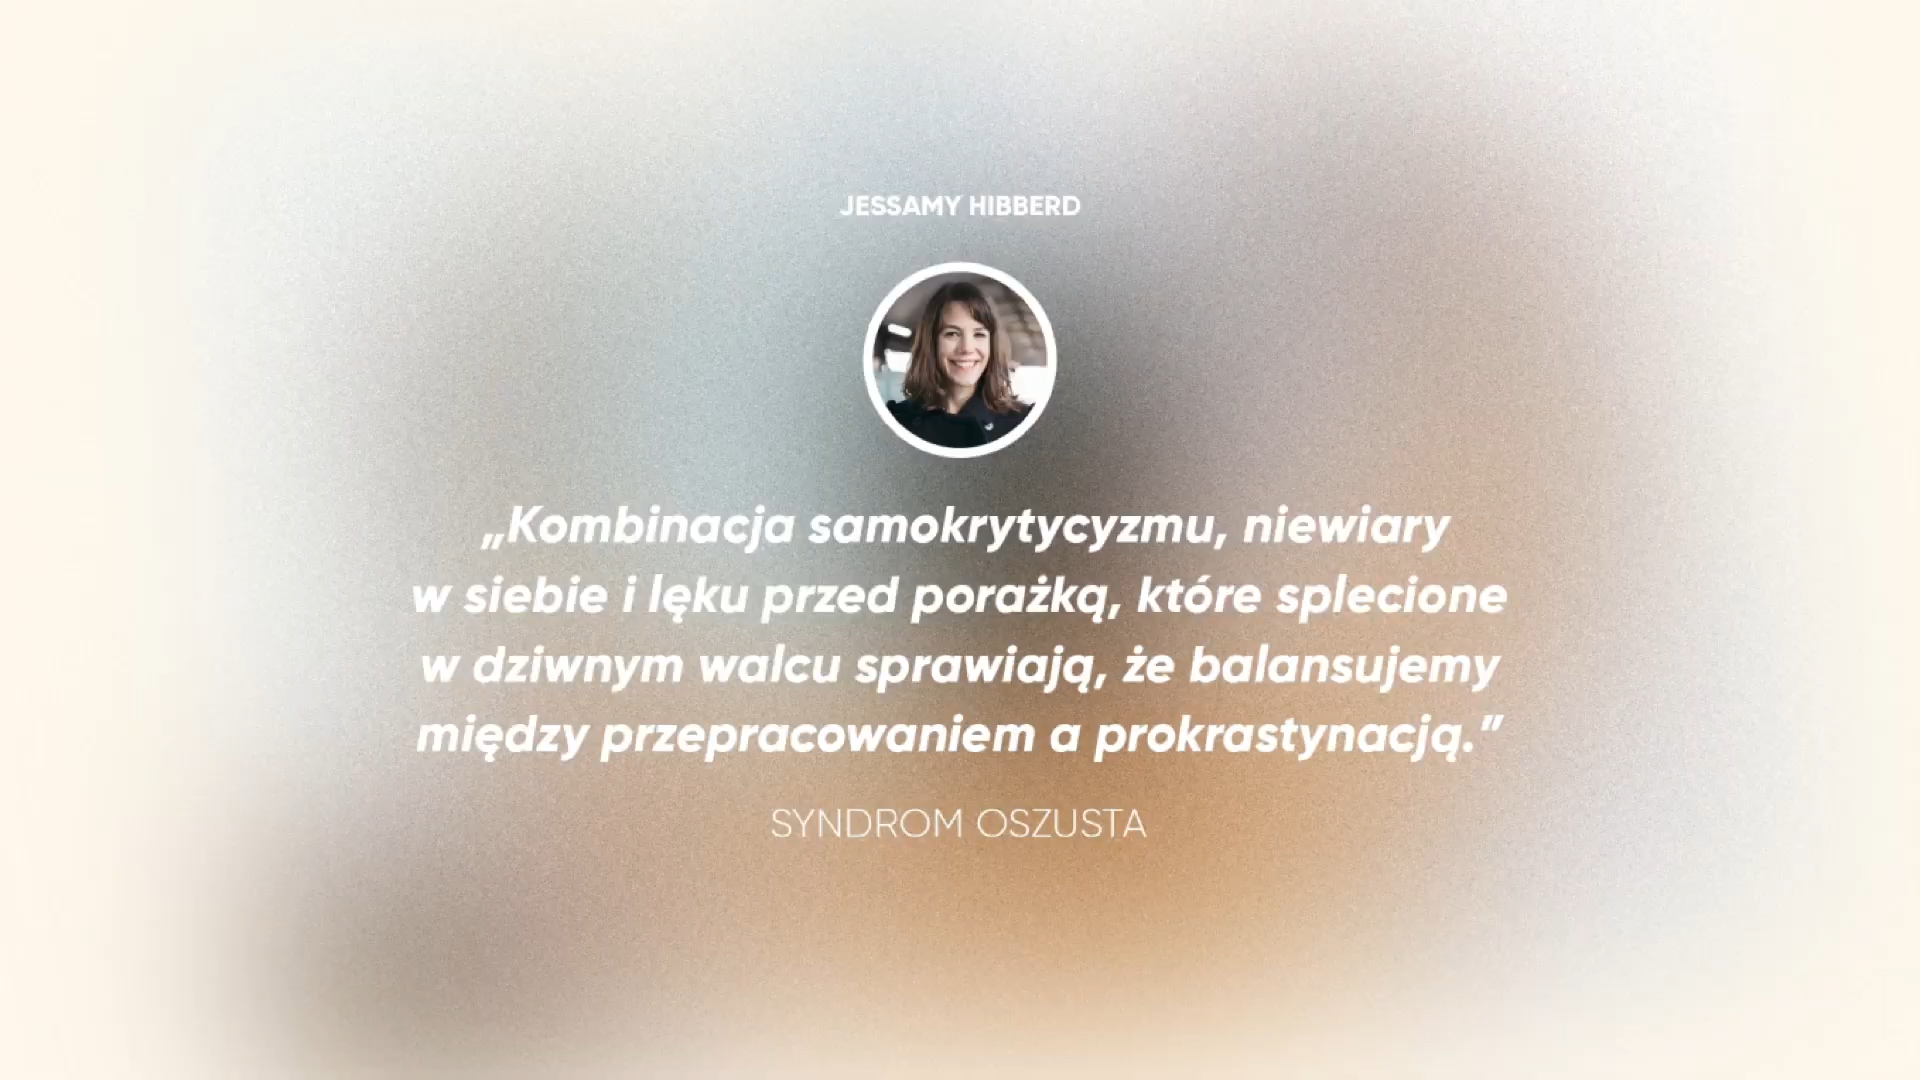 JESSAMY HIBBERD
„Kombinacja samokrytycyzmu, niewiary
w siebie i lęku przed porażką, które splecione
w dziwnym walcu sprawiają, że balansujemy
między przepracowaniem a prokrastynacją.”
SYNDROM OSZUSTA